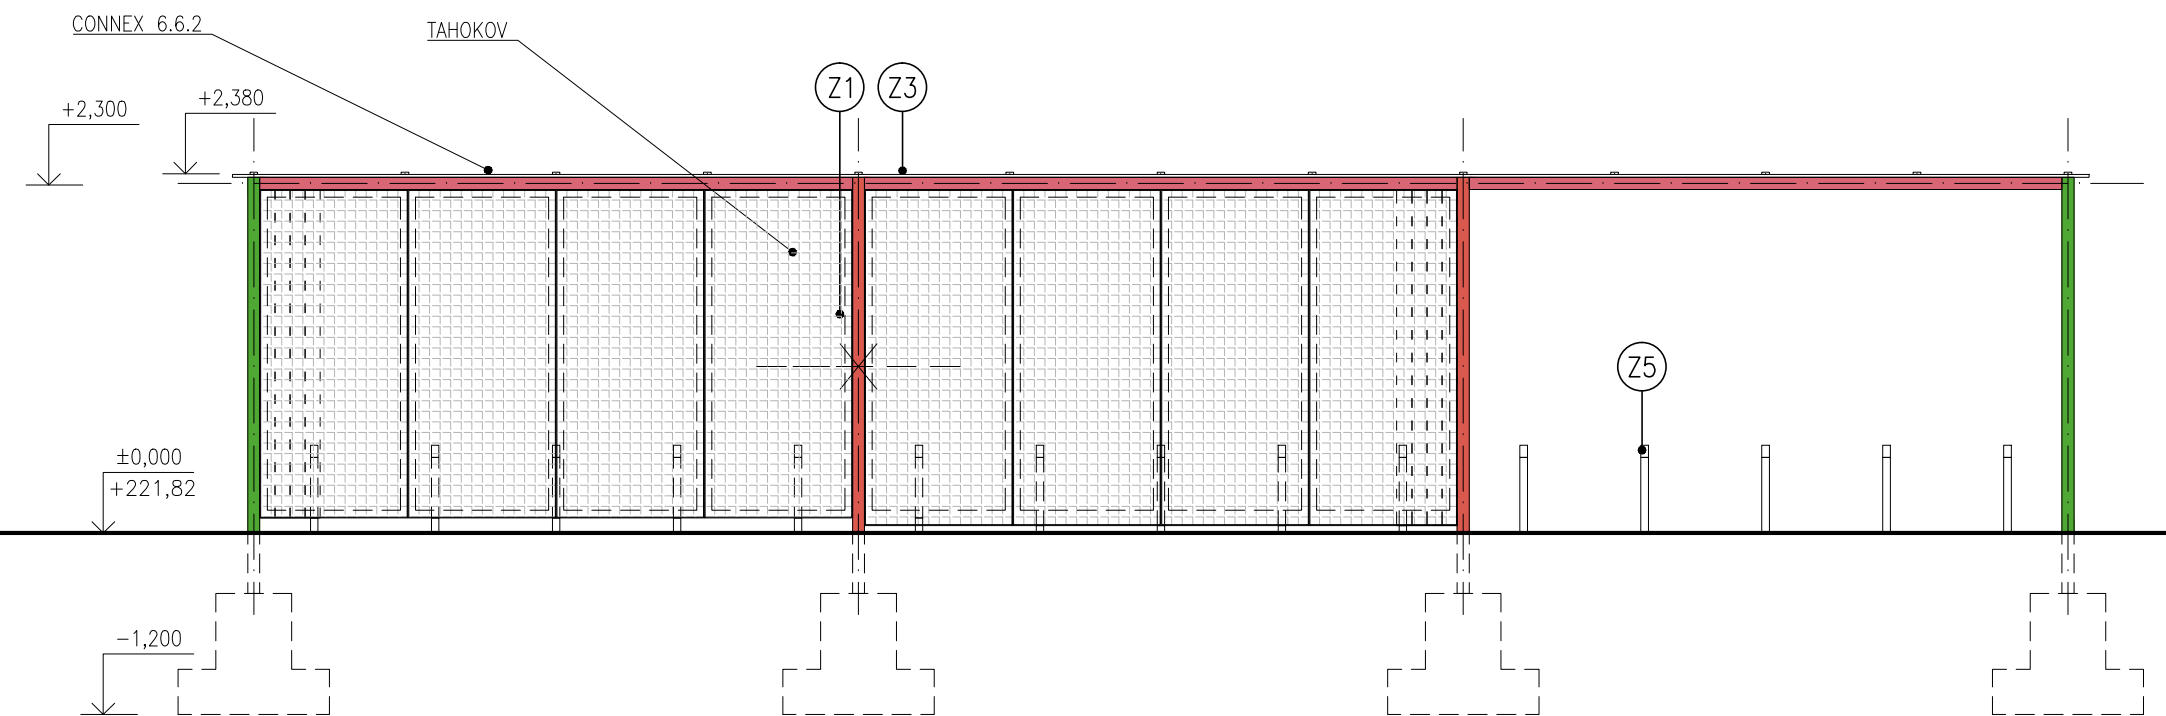 CONNEX 6.6.2
TAHOKOV
Z1
Z3
+2,380
+2,300
Z5
±0,000
+221,82
−1,200